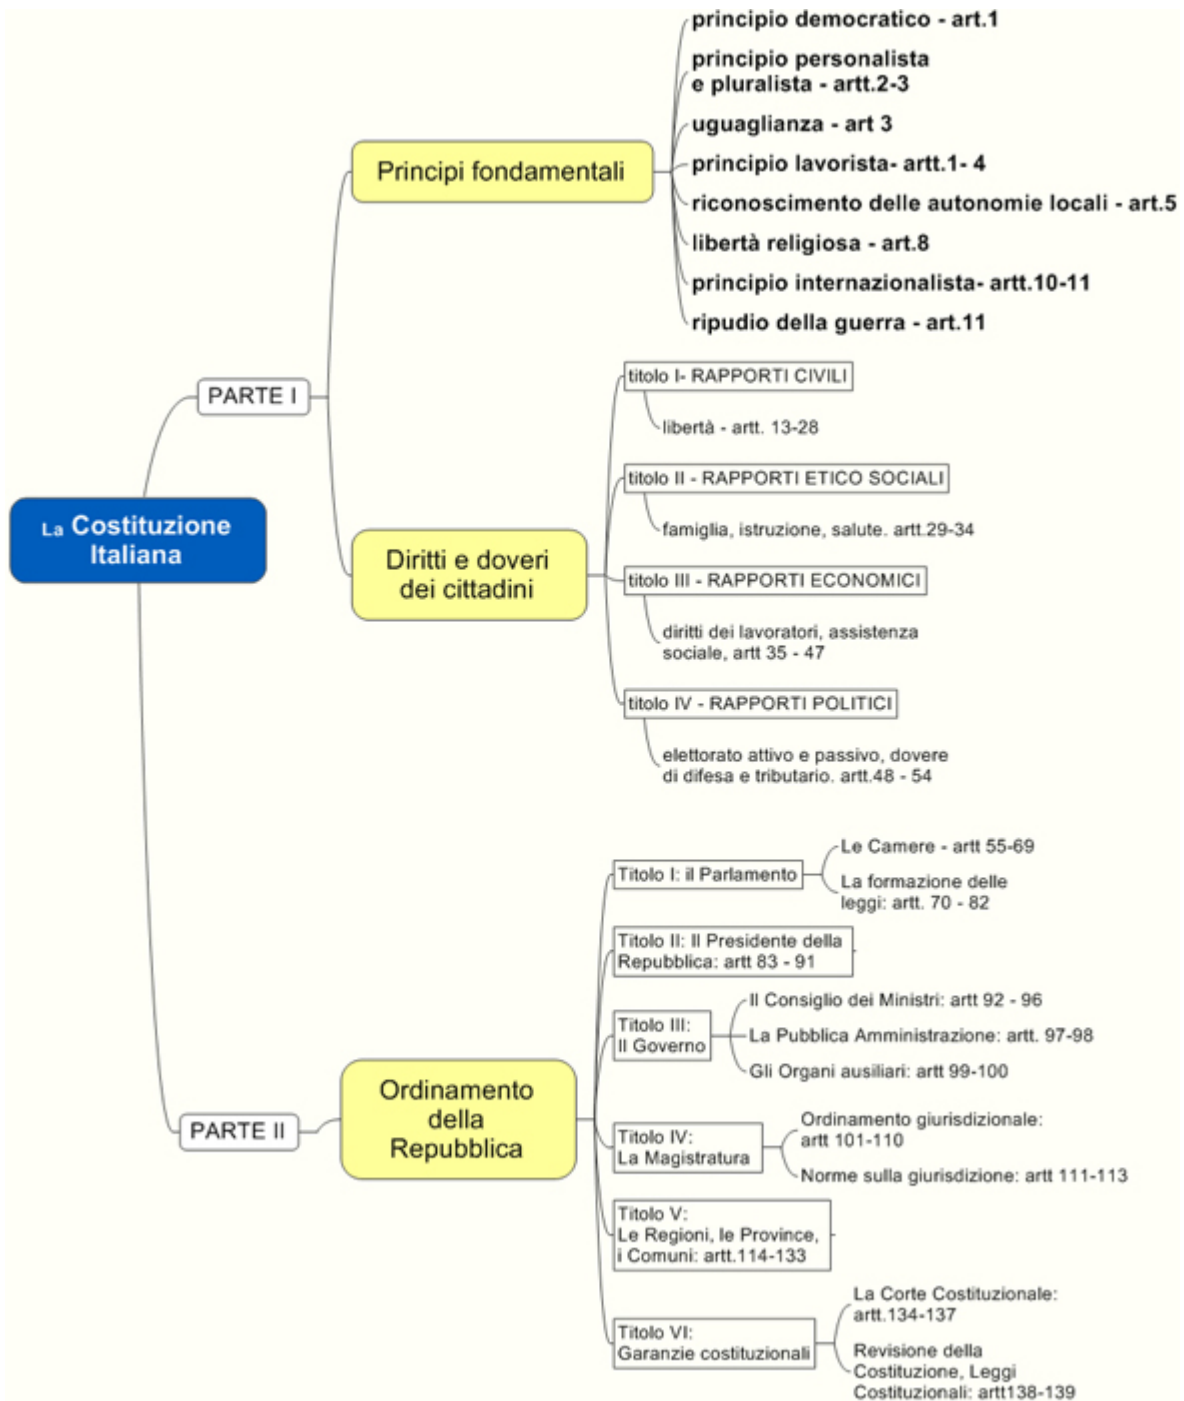 La Costituzione
Italiana
PARTE I
Principi fondamentali
principio democratico - art.1
principio personalista
e pluralista - artt.2-3
uguaglianza - art 3
principio lavorista- artt.1- 4
riconoscimento delle autonomie locali - art.5
libertà religiosa - art.8
principio internazionalista- artt.10-11
ripudio della guerra - art.11
Diritti e doveri
dei cittadini
titolo I- RAPPORTI CIVILI
libertà - artt. 13-28
titolo II - RAPPORTI ETICO SOCIALI
famiglia, istruzione, salute. artt.29-34
titolo III - RAPPORTI ECONOMICI
diritti dei lavoratori, assistenza
sociale, artt 35 - 47
titolo IV - RAPPORTI POLITICI
elettorato attivo e passivo, dovere
di difesa e tributario. artt.48 - 54
PARTE II
Ordinamento
della
Repubblica
Titolo I: il Parlamento
Le Camere - artt 55-69
La formazione delle
leggi: artt. 70 - 82
Titolo II: Il Presidente della
Repubblica: artt 83 - 91
Titolo III:
Il Governo
Il Consiglio dei Ministri: artt 92 - 96
La Pubblica Amministrazione: artt. 97-98
Gli Organi ausiliari: artt 99-100
Titolo IV:
La Magistratura
Ordinamento giurisdizionale:
artt 101-110
Norme sulla giurisdizione: artt 111-113
Titolo V:
Le Regioni, le Province,
i Comuni: artt.114-133
Titolo VI:
Garanzie costituzionali
La Corte Costituzionale:
artt.134-137
Revisione della
Costituzione, Leggi
Costituzionali: artt138-139